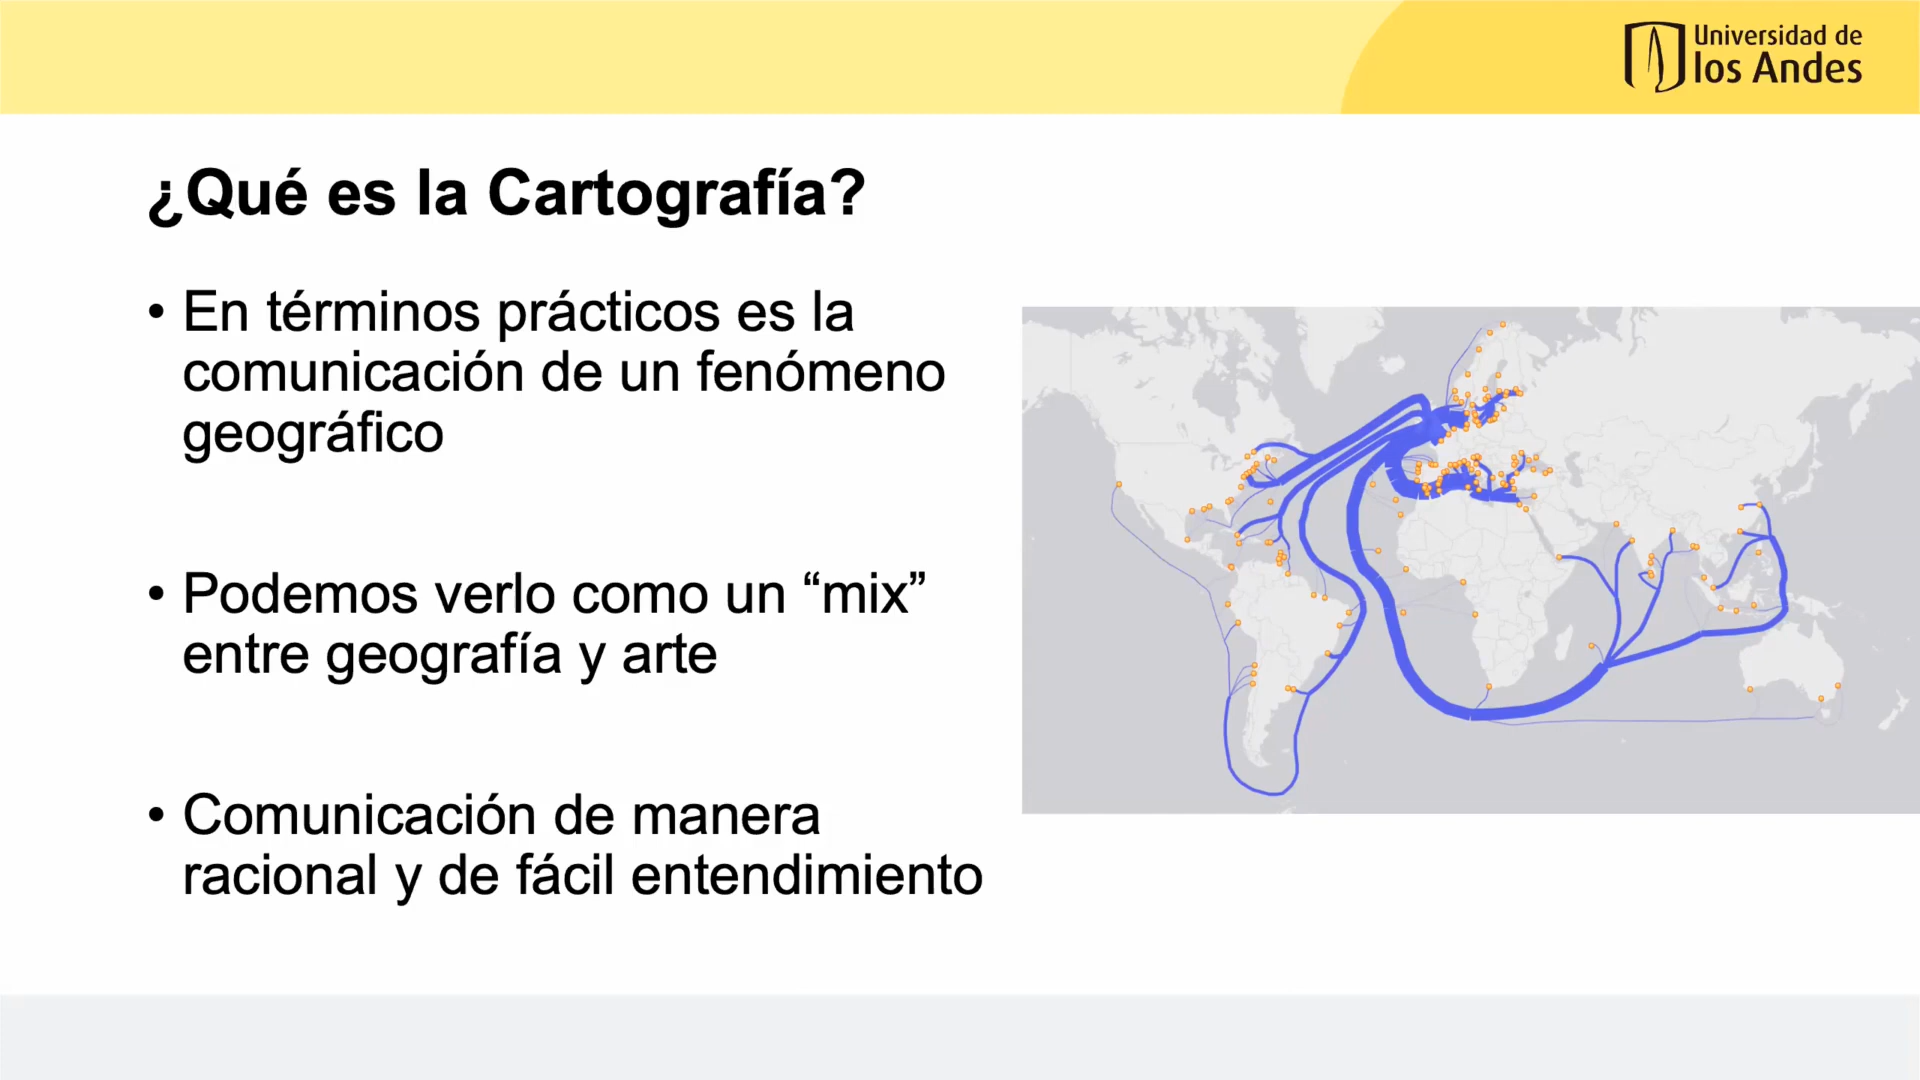 Universidad de
los Andes
¿Qué es la Cartografía?
• En términos prácticos es la
comunicación de un fenómeno
geográfico
• Podemos verlo como un “mix”
entre geografía y arte
• Comunicación de manera
racional y de fácil entendimiento